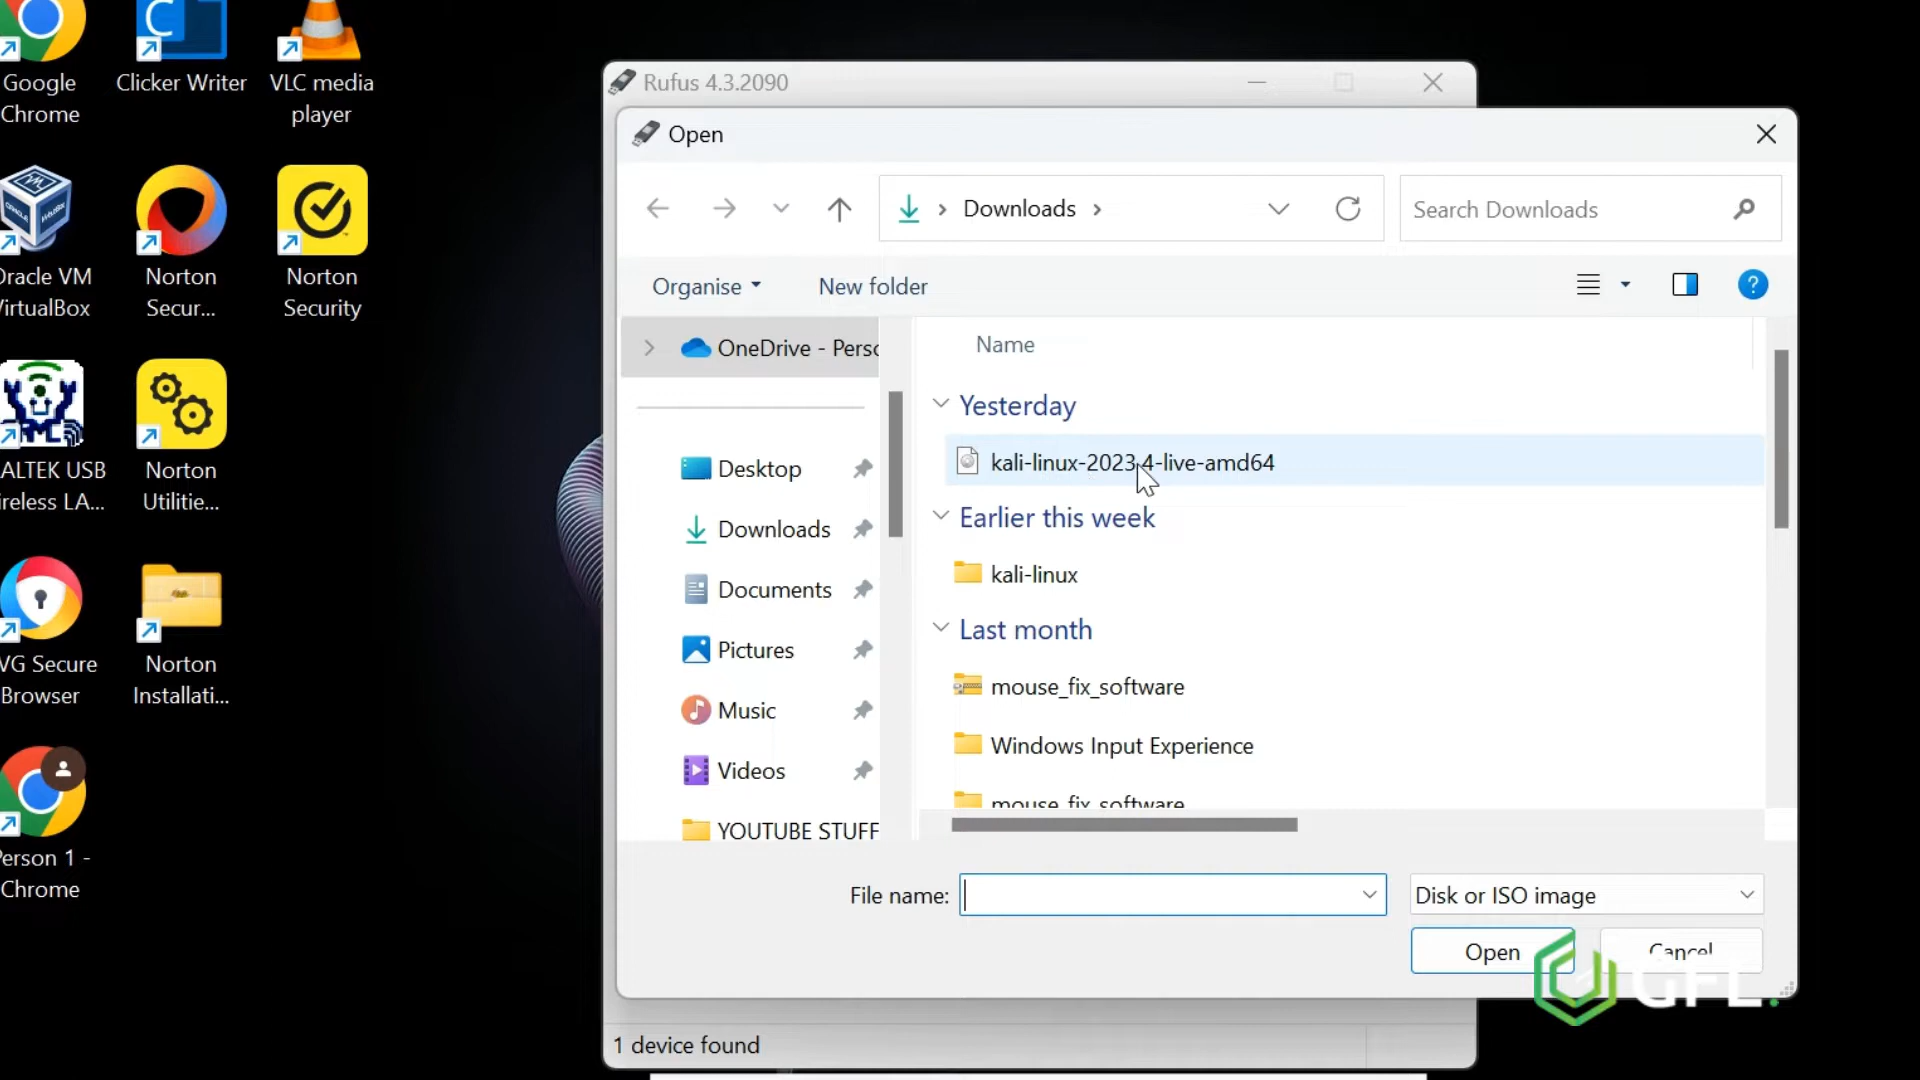 Google
Chrome
Clicker Writer
VLC media
player
Oracle VM
VirtualBox
Norton
Secur...
Norton
Security
ALTEK USB
ireless LA...
Norton
Utilitie...
VG Secure
Browser
Norton
Installati...
Person 1 -
Chrome
Rufus 4.3.2090
Open
Downloads
Search Downloads
Organise
New folder
?
OneDrive - Perso
Desktop
Downloads
Documents
Pictures
Music
Videos
YOUTUBE STUFF
Name
Yesterday
kali-linux-2023.4-live-amd64
Earlier this week
kali-linux
Last month
mouse_fix_software
Windows Input Experience
mouse_fix_software
File name:
Disk or ISO image
Open
Cancel
GFL.
1 device found